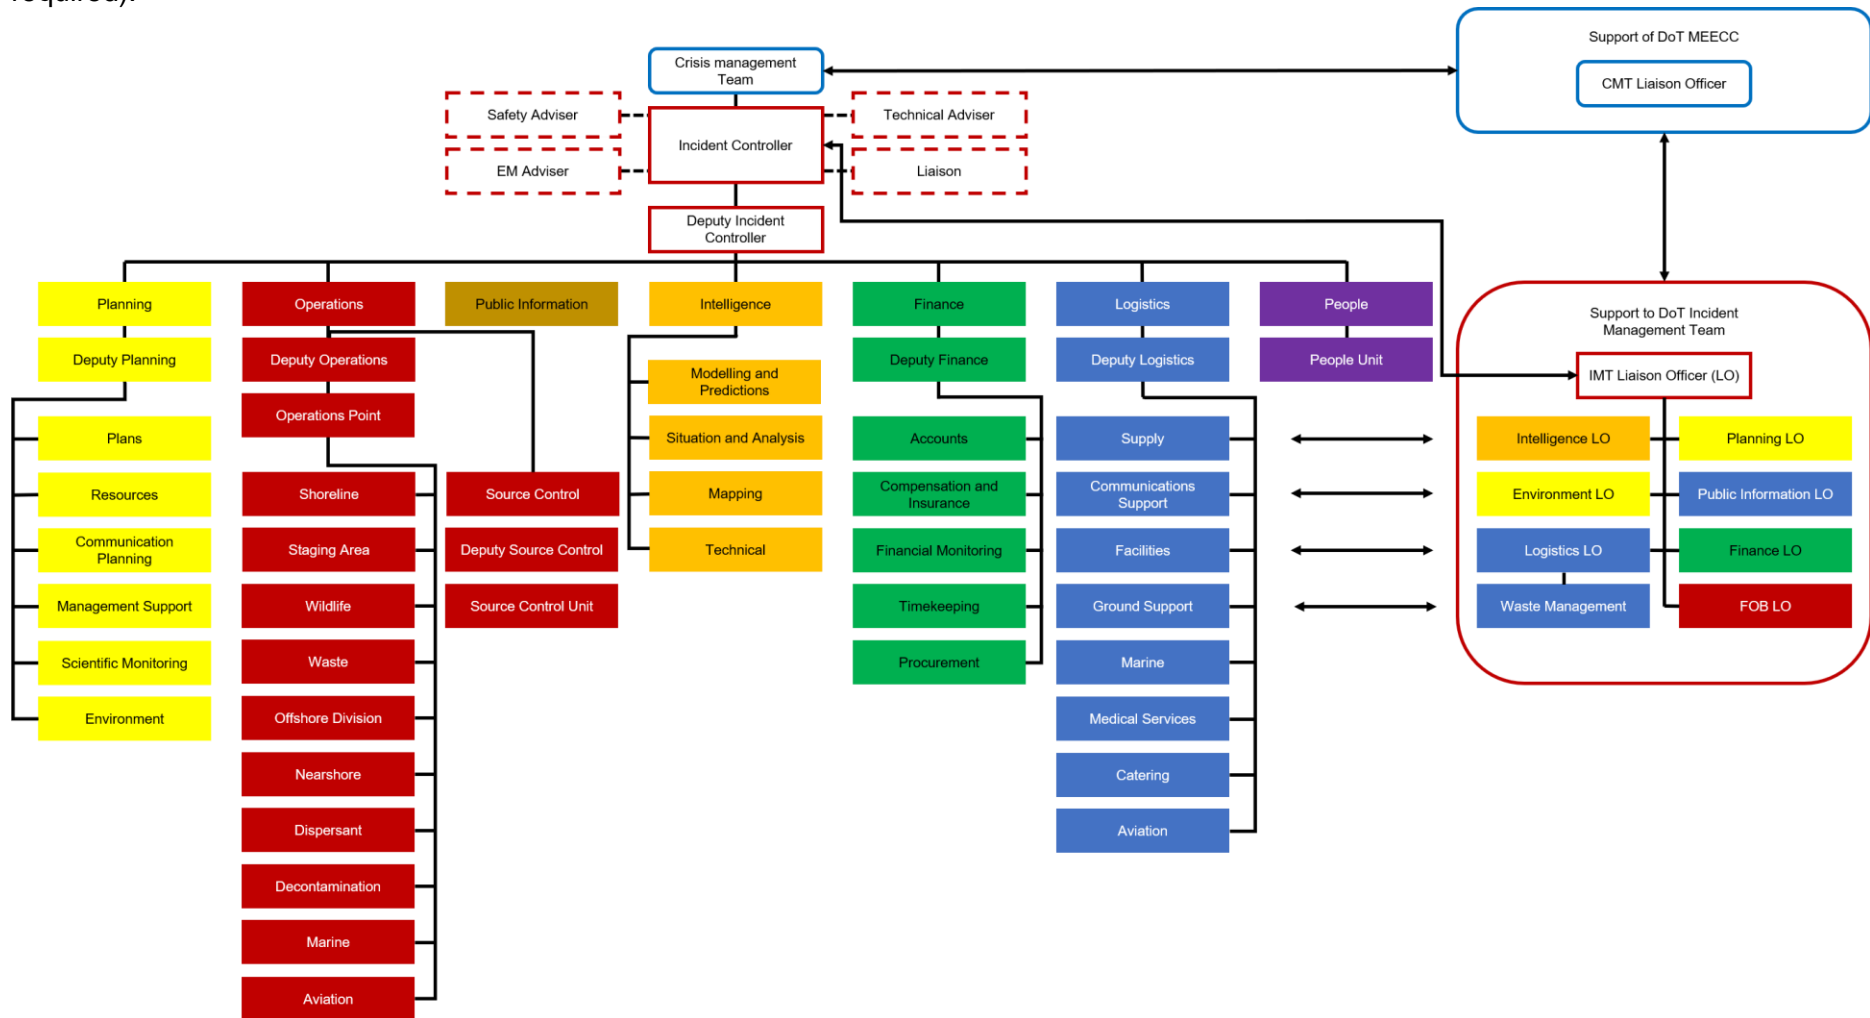 required).
Support of DoT MEECC
CMT Liaison Officer
Crisis management
Team
Safety Adviser
Technical Adviser
Incident Controller
EM Adviser
Liaison
Deputy Incident
Controller
Planning
Operations
Public Information
Intelligence
Finance
Logistics
People
Deputy Planning
Deputy Operations
Deputy Finance
Deputy Logistics
People Unit
Operations Point
Modelling and
Predictions
Plans
Situation and Analysis
Accounts
Supply
Resources
Shoreline
Source Control
Mapping
Compensation and
Insurance
Communications
Support
Communication
Planning
Staging Area
Deputy Source Control
Technical
Financial Monitoring
Facilities
Management Support
Wildlife
Source Control Unit
Timekeeping
Ground Support
Scientific Monitoring
Waste
Procurement
Marine
Environment
Offshore Division
Medical Services
Nearshore
Catering
Dispersant
Aviation
Decontamination
Marine
Aviation
Support to DoT Incident
Management Team
IMT Liaison Officer (LO)
Intelligence LO
Planning LO
Environment LO
Public Information LO
Logistics LO
Finance LO
Waste Management
FOB LO